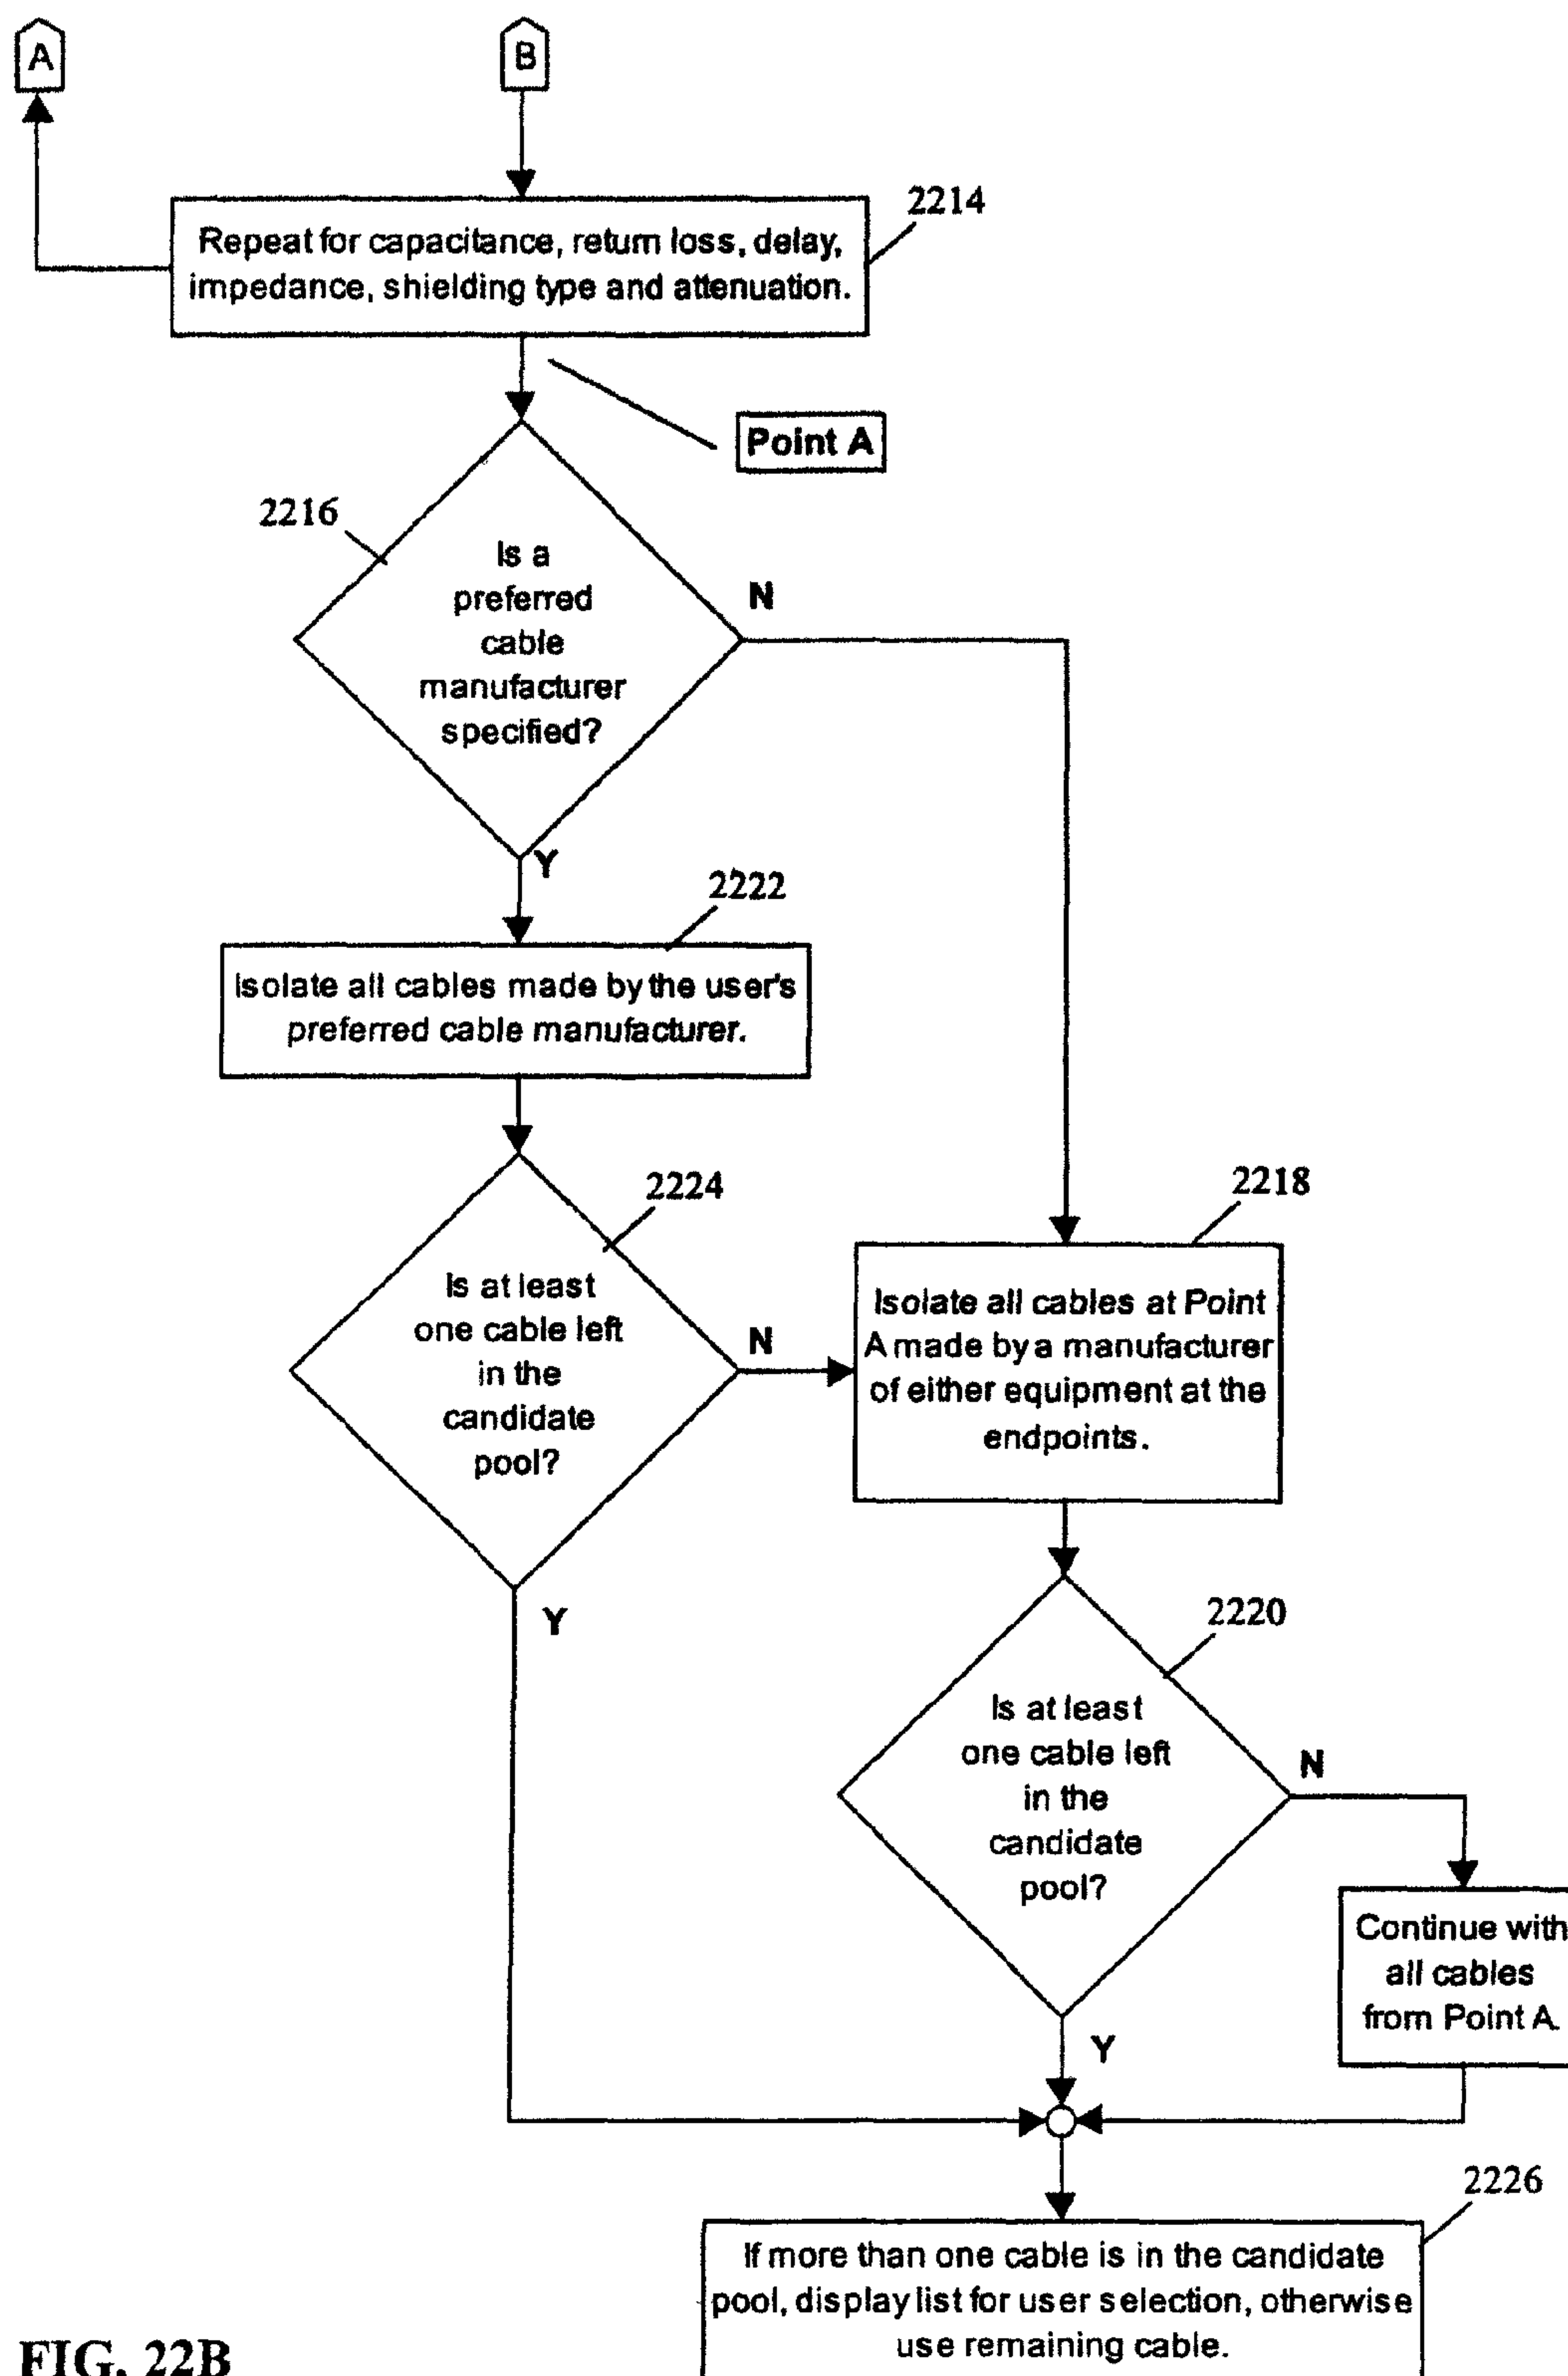 A
B
2214
Repeat for capacitance, return loss, delay,
impedance, shielding type and attenuation.
Point A
2216
Is a
preferred
cable
manufacturer
specified?
N
Y
2222
Isolate all cables made by the user's
preferred cable manufacturer.
2224
Is at least
one cable left
in the
candidate
pool?
N
Y
2218
Isolate all cables at Point
A made by a manufacturer
of either equipment at the
endpoints.
2220
Is at least
one cable left
in the
candidate
pool?
N
Y
Continue with
all cables
from Point A.
2226
If more than one cable is in the candidate
pool, display list for user selection, otherwise
use remaining cable.
FIG. 22B